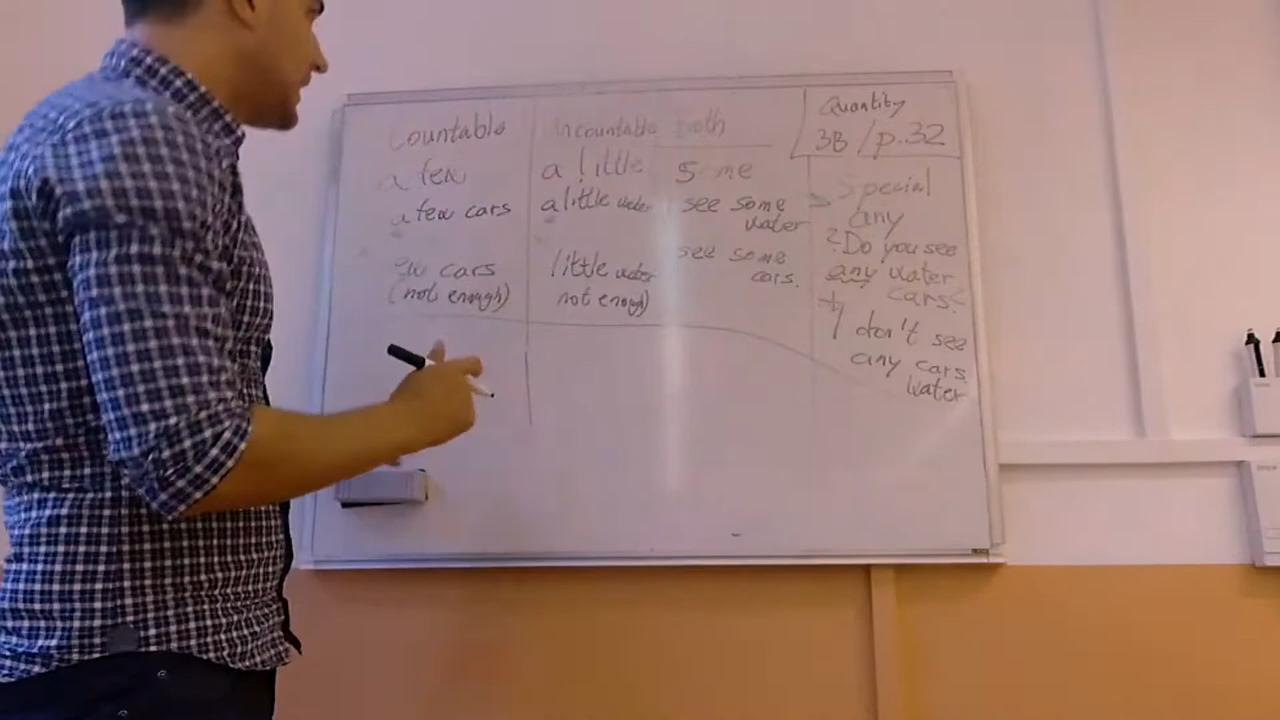 Countable
a few
a few cars
few cars
(not enough)
Uncountable
a little
a little water
little water
not enough)
Both
some
see some
water
see some
cars.
Quantity
3B / p.32
Special
any
? Do you see
any water
cars?
I don't see
any cars.
water